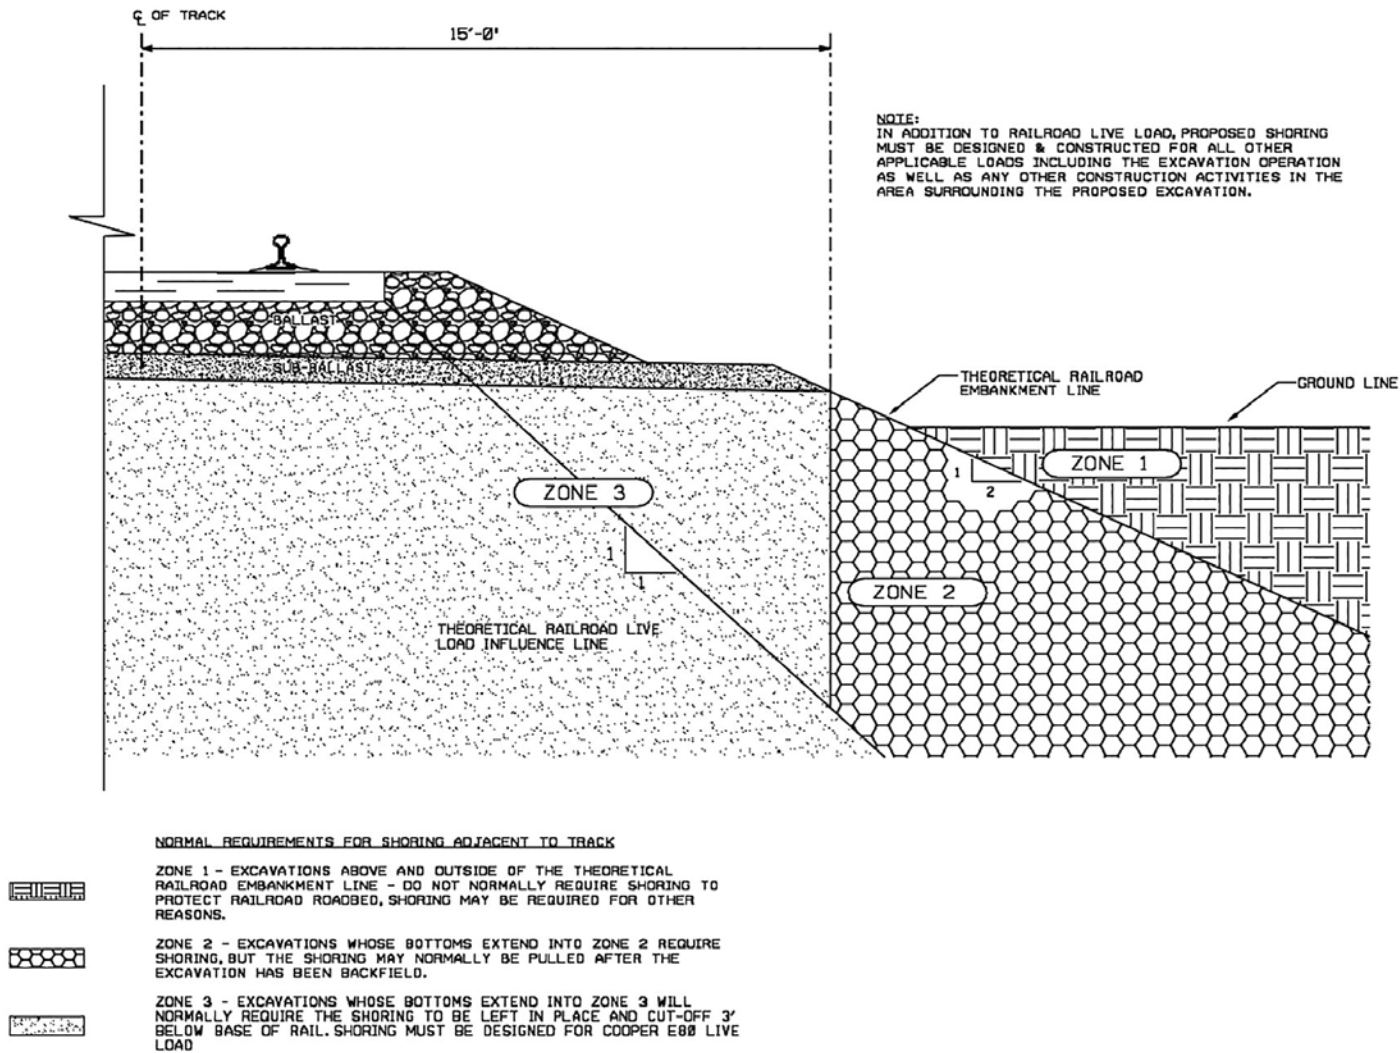 ℄ OF TRACK
15'-0"
NOTE:
IN ADDITION TO RAILROAD LIVE LOAD, PROPOSED SHORING
MUST BE DESIGNED & CONSTRUCTED FOR ALL OTHER
APPLICABLE LOADS INCLUDING THE EXCAVATION OPERATION
AS WELL AS ANY OTHER CONSTRUCTION ACTIVITIES IN THE
AREA SURROUNDING THE PROPOSED EXCAVATION.
BALLAST
SUB-BALLAST
THEORETICAL RAILROAD
EMBANKMENT LINE
GROUND LINE
ZONE 1
1
2
ZONE 3
1
1
ZONE 2
THEORETICAL RAILROAD LIVE
LOAD INFLUENCE LINE
NORMAL REQUIREMENTS FOR SHORING ADJACENT TO TRACK
ZONE 1 - EXCAVATIONS ABOVE AND OUTSIDE OF THE THEORETICAL
RAILROAD EMBANKMENT LINE - DO NOT NORMALLY REQUIRE SHORING TO
PROTECT RAILROAD ROADBED, SHORING MAY BE REQUIRED FOR OTHER
REASONS.
ZONE 2 - EXCAVATIONS WHOSE BOTTOMS EXTEND INTO ZONE 2 REQUIRE
SHORING, BUT THE SHORING MAY NORMALLY BE PULLED AFTER THE
EXCAVATION HAS BEEN BACKFIELD.
ZONE 3 - EXCAVATIONS WHOSE BOTTOMS EXTEND INTO ZONE 3 WILL
NORMALLY REQUIRE THE SHORING TO BE LEFT IN PLACE AND CUT-OFF 3'
BELOW BASE OF RAIL. SHORING MUST BE DESIGNED FOR COOPER E80 LIVE
LOAD